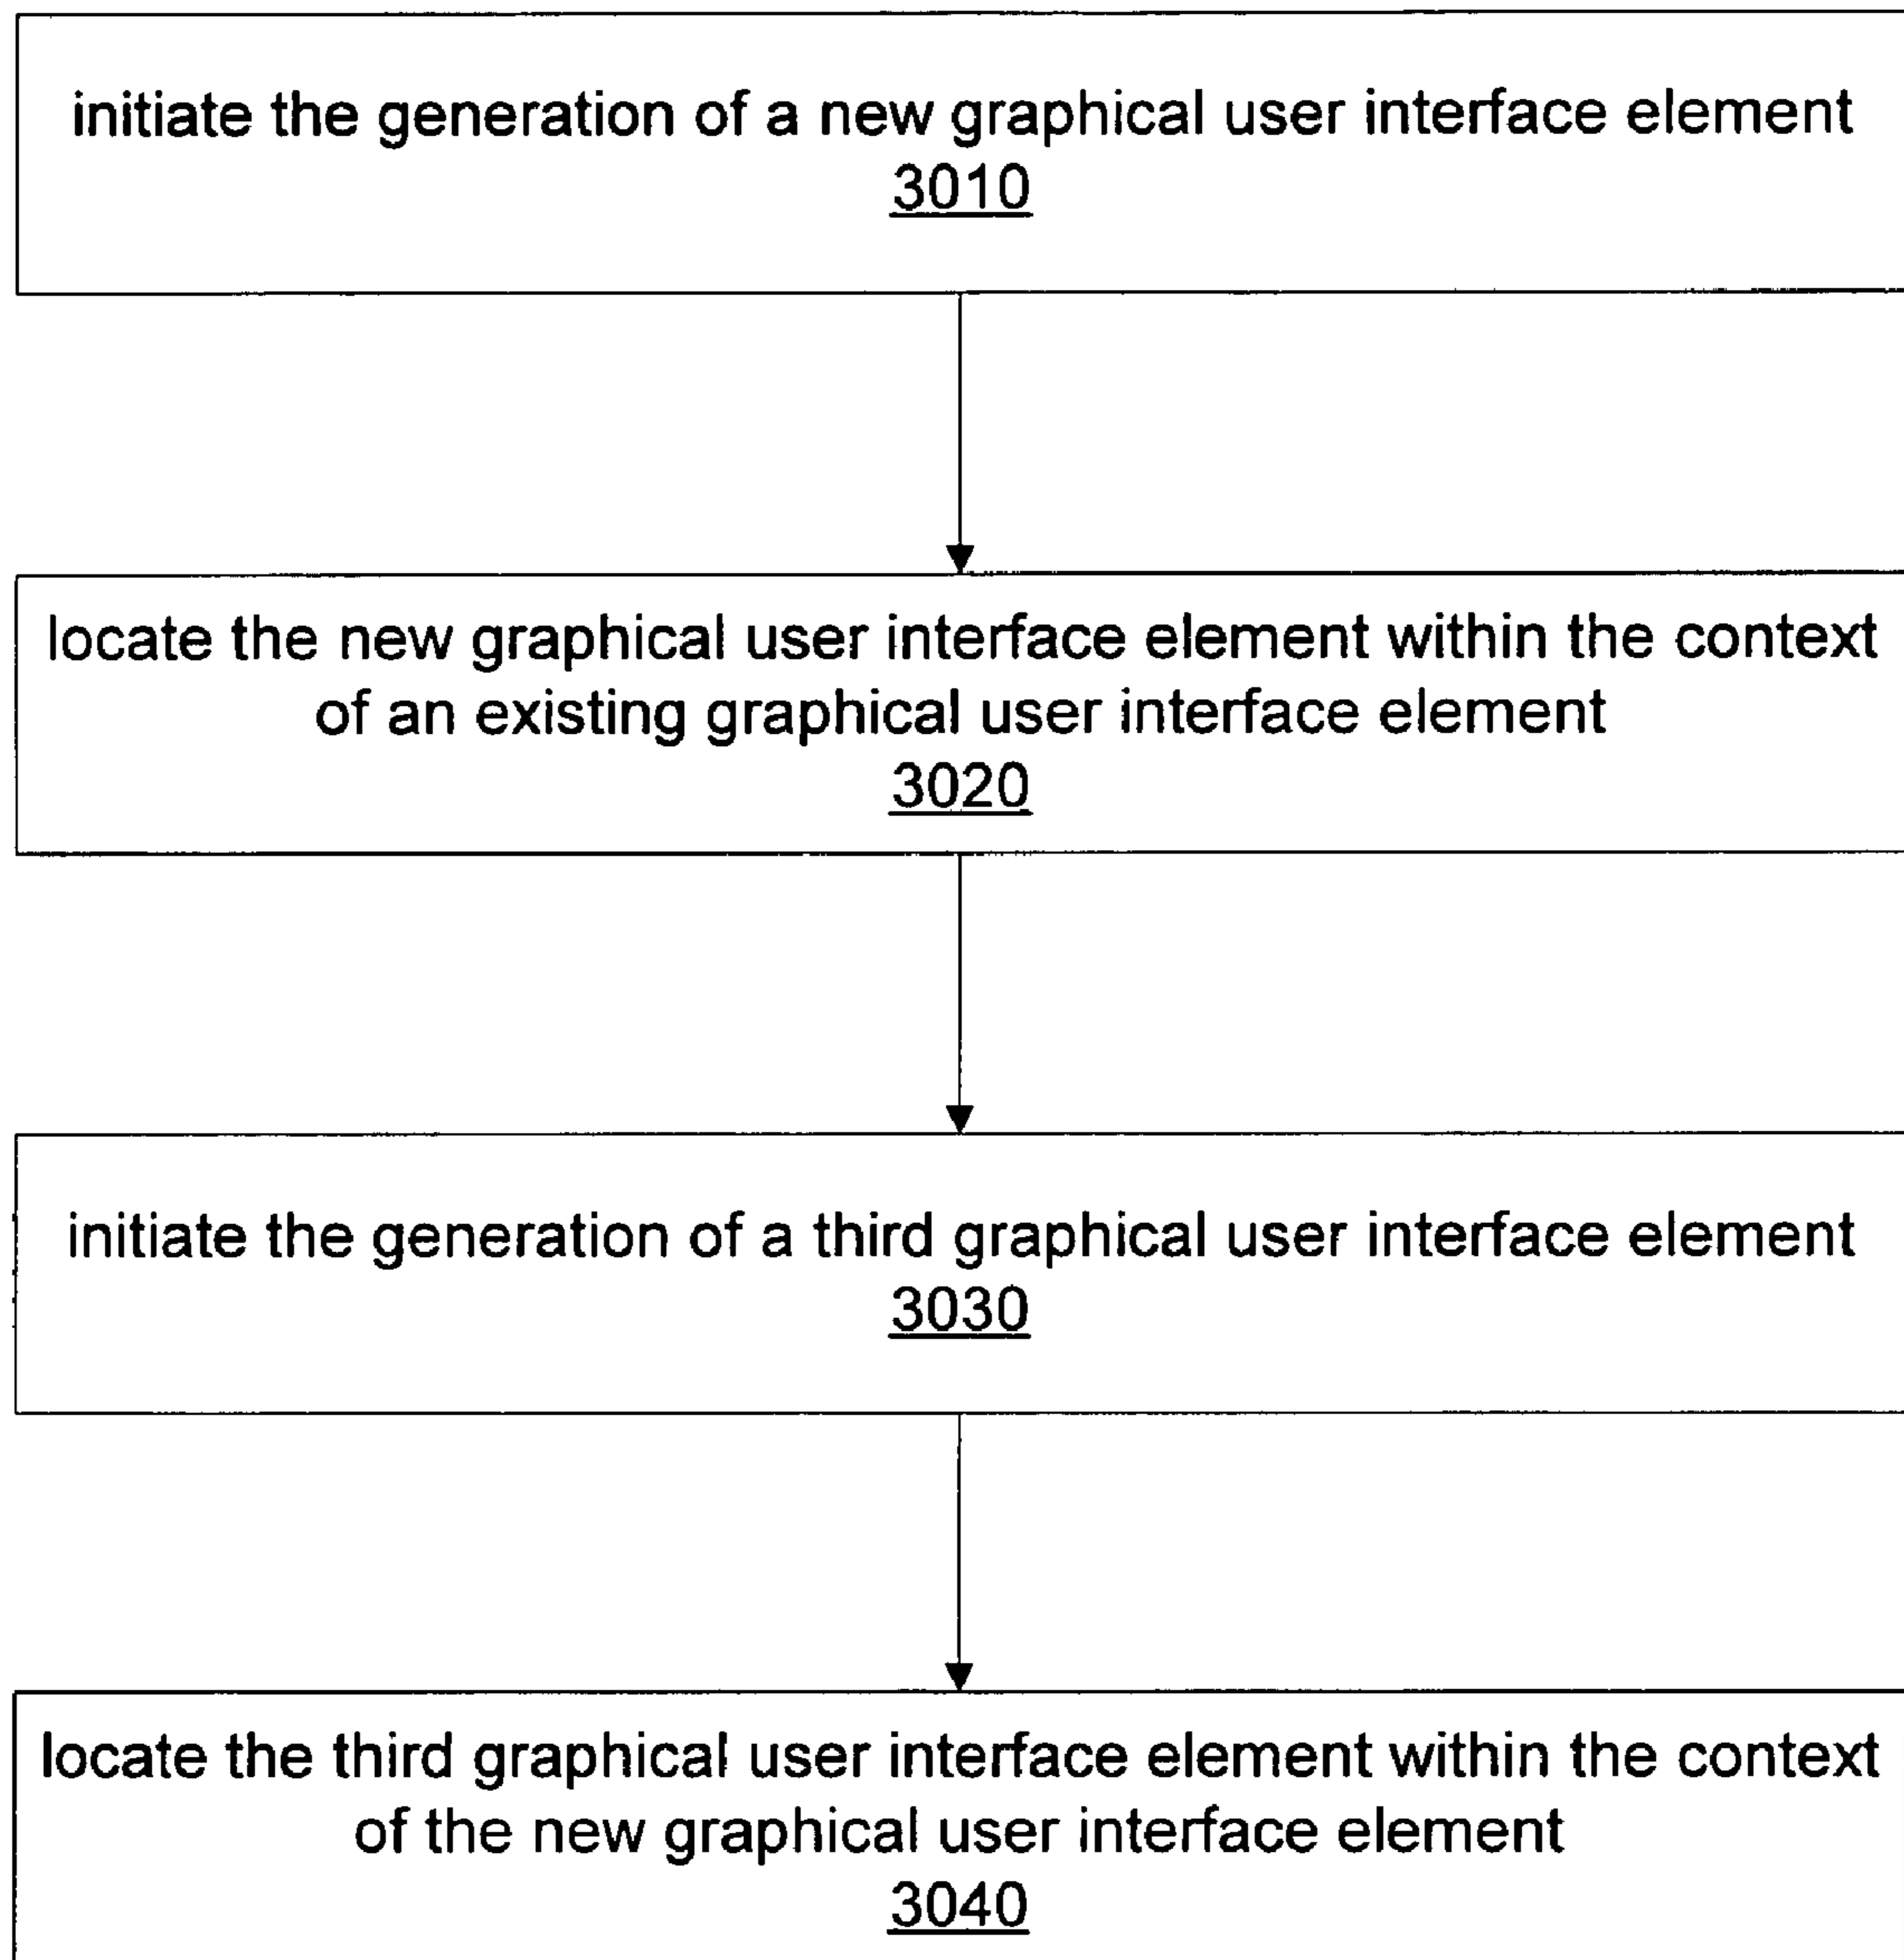 initiate the generation of a new graphical user interface element
3010
locate the new graphical user interface element within the context
of an existing graphical user interface element
3020
initiate the generation of a third graphical user interface element
3030
locate the third graphical user interface element within the context
of the new graphical user interface element
3040